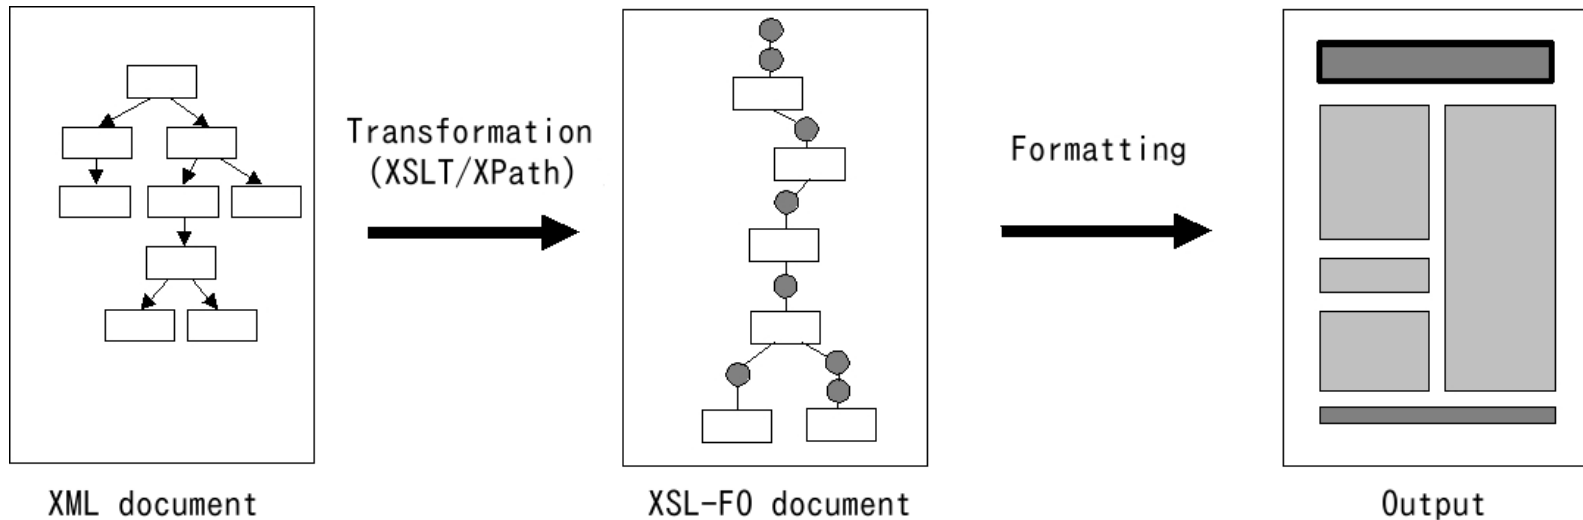 Transformation
(XSLT/XPath)
Formatting
XML document
XSL-FO document
Output